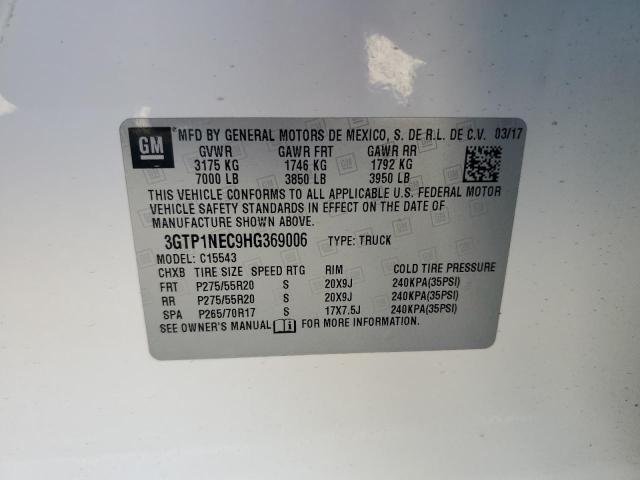 GM MFD BY GENERAL MOTORS DE MEXICO, S. DE R.L. DE C.V. 03/17
GVWR GAWR FRT GAWR RR
3175 KG 1746 KG 1792 KG
7000 LB 3850 LB 3950 LB
THIS VEHICLE CONFORMS TO ALL APPLICABLE U.S. FEDERAL MOTOR
VEHICLE SAFETY STANDARDS IN EFFECT ON THE DATE OF
MANUFACTURE SHOWN ABOVE.
3GTP1NEC9HG369006 TYPE: TRUCK
MODEL: C15543
CHXB TIRE SIZE SPEED RTG RIM COLD TIRE PRESSURE
FRT P275/55R20 S 20X9J 240KPA(35PSI)
RR P275/55R20 S 20X9J 240KPA(35PSI)
SPA P265/70R17 S 17X7.5J 240KPA(35PSI)
SEE OWNER'S MANUAL FOR MORE INFORMATION.